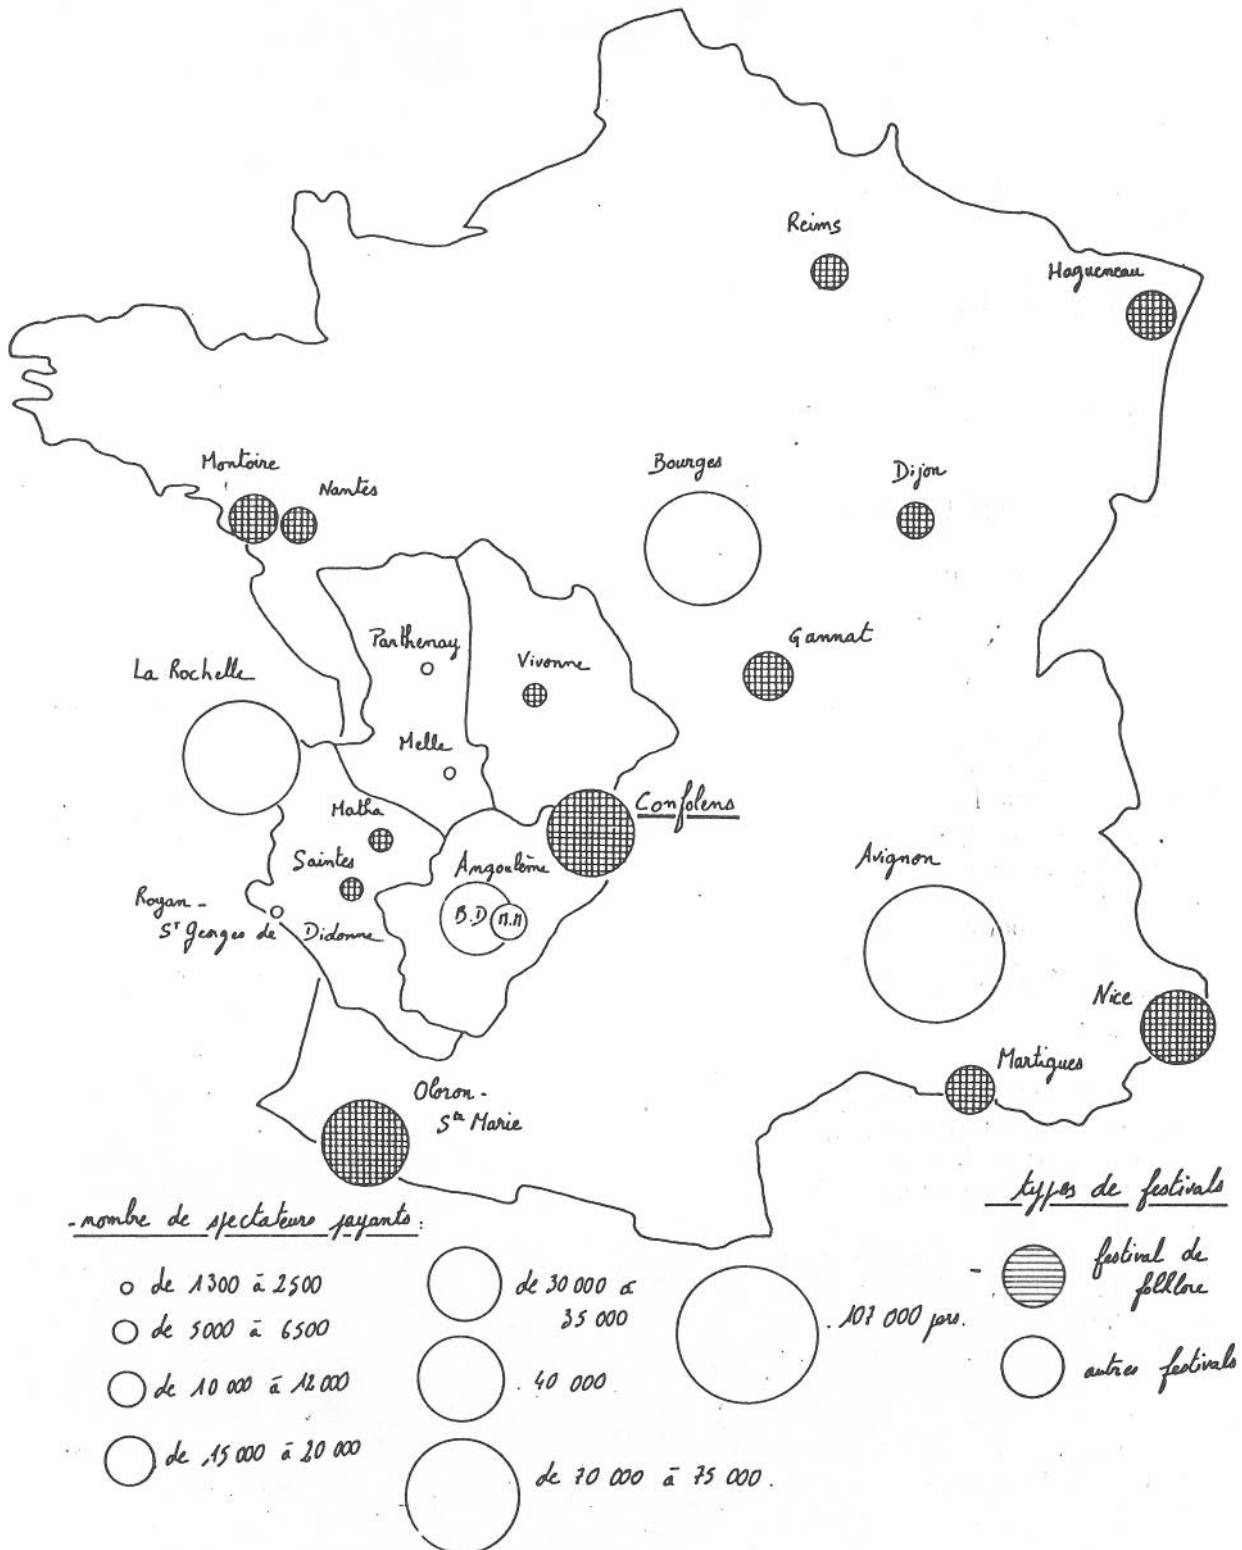 Reims
Hagueneau
Montoire
Nantes
Bourges
Dijon
Parthenay
Vivonne
Gannat
La Rochelle
Melle
Matha
Confolens
Saintes
Angoulême
B.D
M.M
Avignon
Royan -
St Georges de Didonne
Nice
Martigues
Oloron -
Ste Marie
- nombre de spectateurs payants :
de 1300 à 2500
de 5000 à 6500
de 10 000 à 12 000
de 15 000 à 20 000
de 30 000 à
35 000
40 000
de 70 000 à 75 000.
107 000 pers.
types de festivals
festival de
folklore
autres festivals